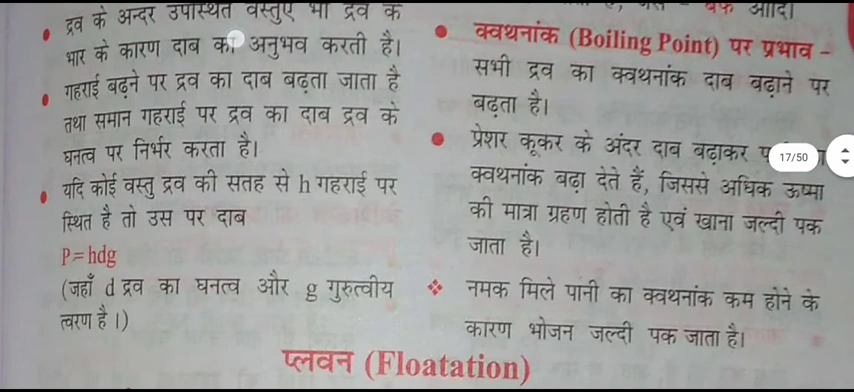 द्रव के अन्दर उपस्थित वस्तुएँ भी द्रव के
भार के कारण दाब का अनुभव करती है।
गहराई बढ़ने पर द्रव का दाब बढ़ता जाता है
तथा समान गहराई पर द्रव का दाब द्रव के
घनत्व पर निर्भर करता है।
यदि कोई वस्तु द्रव की सतह से h गहराई पर
स्थित है तो उस पर दाब
P=hdg
(जहाँ d द्रव का घनत्व और g गुरुत्वीय
त्वरण है।)
आदि।
क्वथनांक (Boiling Point) पर प्रभाव -
सभी द्रव का क्वथनांक दाब बढ़ाने पर
बढ़ता है।
प्रेशर कूकर के अंदर दाब बढ़ाकर
17/50
क्वथनांक बढ़ा देते हैं, जिससे अधिक ऊष्मा
की मात्रा ग्रहण होती है एवं खाना जल्दी पक
जाता है।
❖ नमक मिले पानी का क्वथनांक कम होने के
कारण भोजन जल्दी पक जाता है।
प्लवन (Floatation)